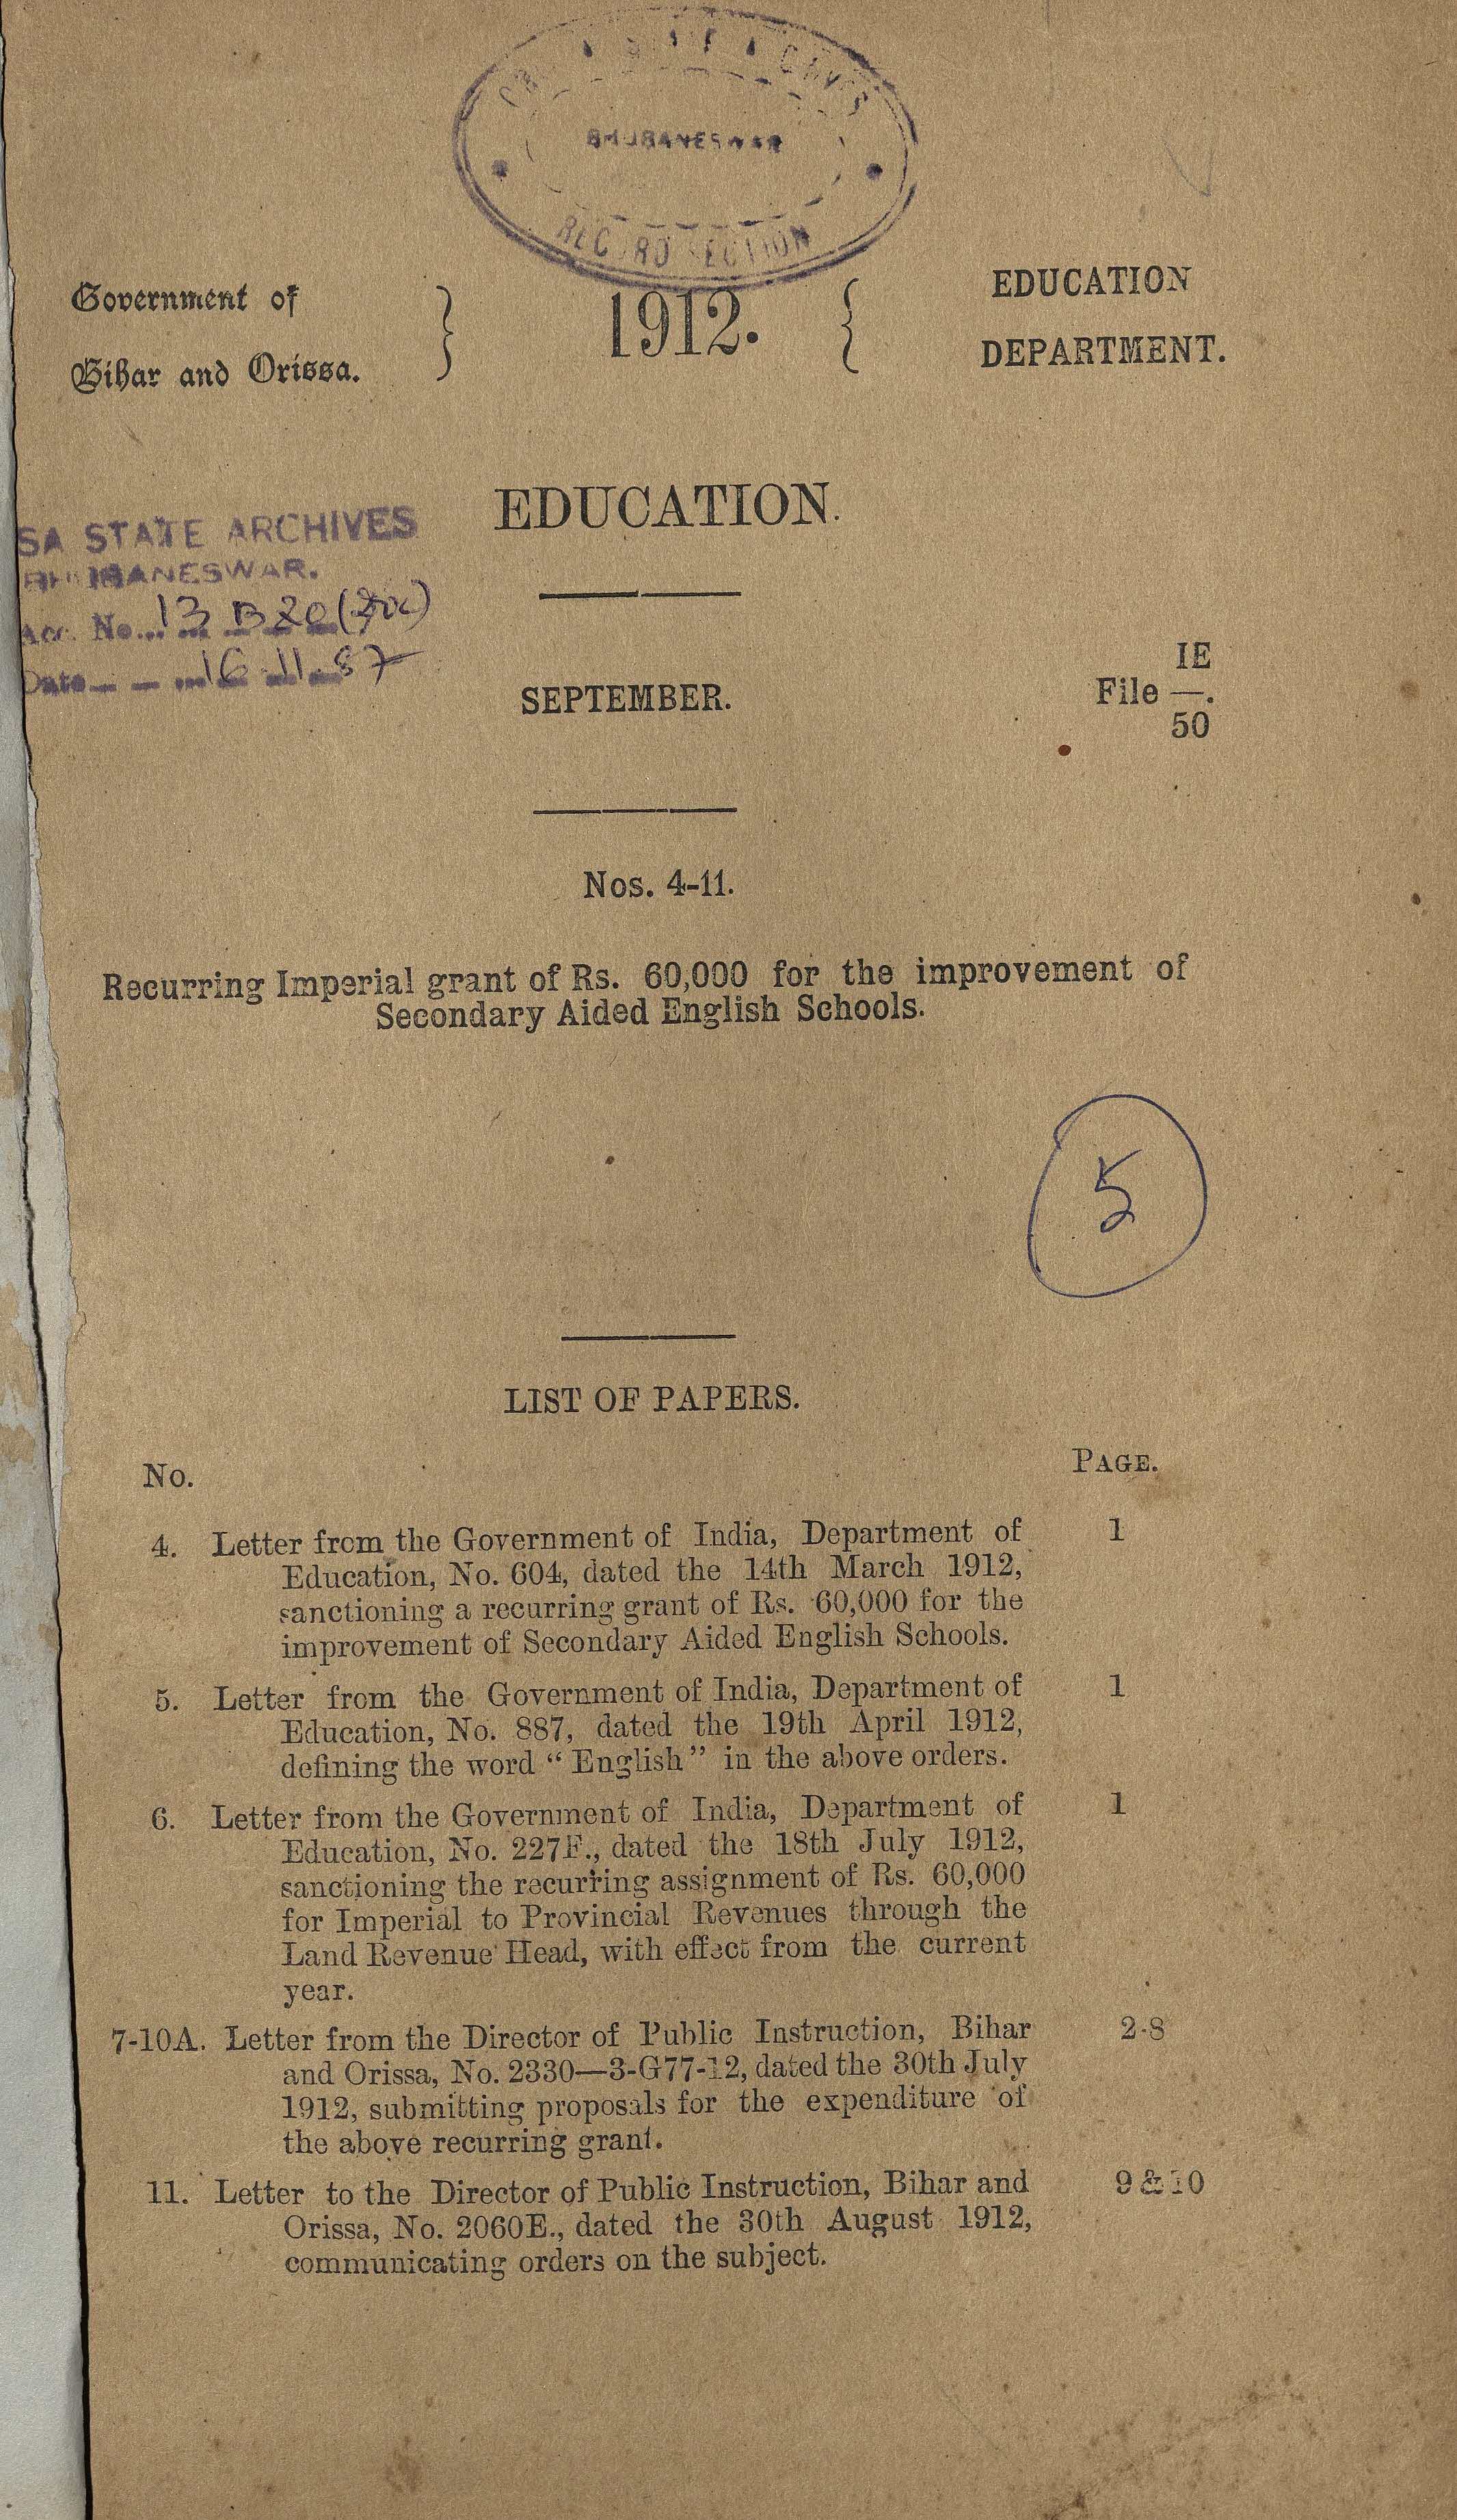 BHUBANESWAR
RECORD SECTION
Government of
Bihar and Orissa.
1912.
EDUCATION
DEPARTMENT.
EDUCATION.
SA STATE ARCHIVES
BHUBANESWAR.
Acc. No. 13 B 20
Date 16.11.87
SEPTEMBER.
IE
File —.
50
Nos. 4-11.
Recurring Imperial grant of Rs. 60,000 for the improvement of
Secondary Aided English Schools.
5
LIST OF PAPERS.
No.
PAGE.
4. Letter from the Government of India, Department of 1
Education, No. 604, dated the 14th March 1912,
sanctioning a recurring grant of Rs. 60,000 for the
improvement of Secondary Aided English Schools.
5. Letter from the Government of India, Department of 1
Education, No. 887, dated the 19th April 1912,
defining the word “English” in the above orders.
6. Letter from the Government of India, Department of 1
Education, No. 227F., dated the 18th July 1912,
sanctioning the recurring assignment of Rs. 60,000
for Imperial to Provincial Revenues through the
Land Revenue Head, with effect from the current
year.
7-10A. Letter from the Director of Public Instruction, Bihar 2-8
and Orissa, No. 2330—3-G77-12, dated the 30th July
1912, submitting proposals for the expenditure of
the above recurring grant.
11. Letter to the Director of Public Instruction, Bihar and 9 & 10
Orissa, No. 2060E., dated the 30th August 1912,
communicating orders on the subject.